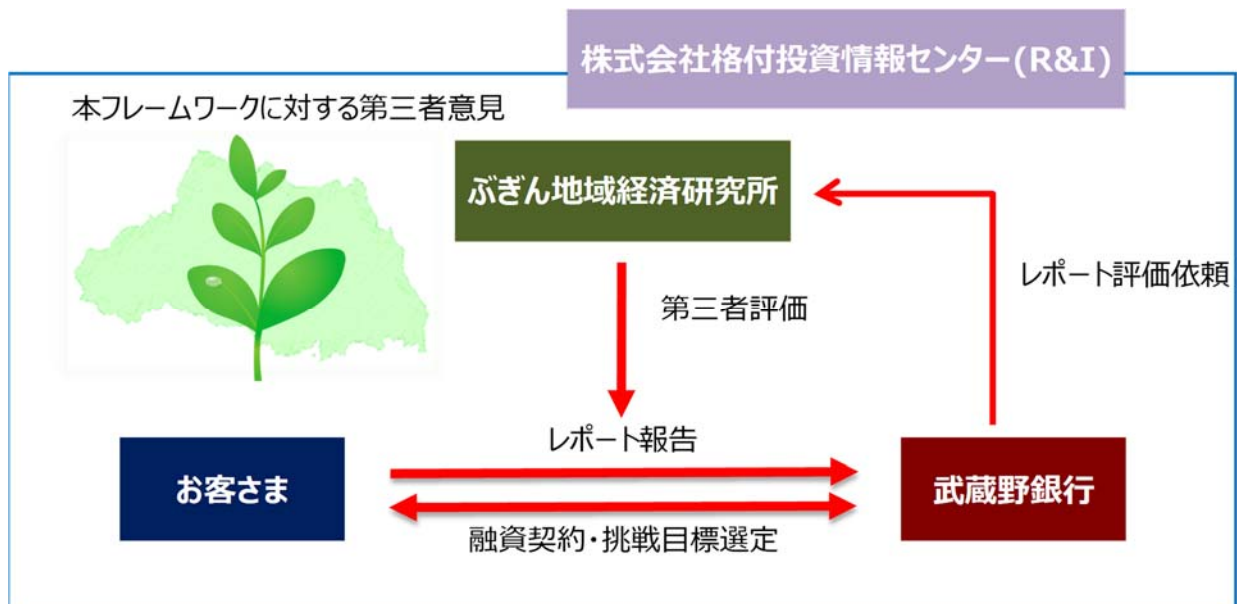 株式会社格付投資情報センター(R&I)
本フレームワークに対する第三者意見
ぶぎん地域経済研究所
レポート評価依頼
第三者評価
レポート報告
お客さま
武蔵野銀行
融資契約・挑戦目標選定